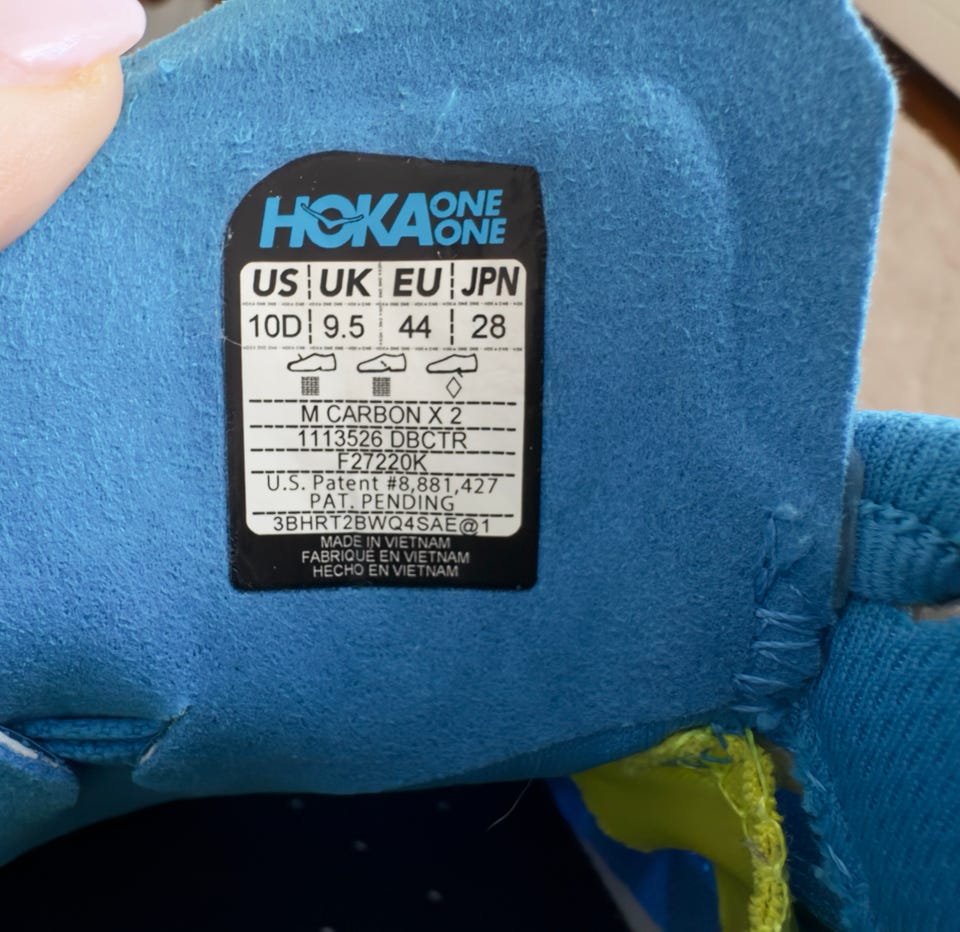 HOKA ONE ONE
US UK EU JPN
10D 9.5 44 28
M CARBON X 2
1113526 DBCTR
F27220K
U.S. Patent #8,881,427
PAT. PENDING
3BHRT2BWQ4SAE@1
MADE IN VIETNAM
FABRIQUÉ EN VIETNAM
HECHO EN VIETNAM